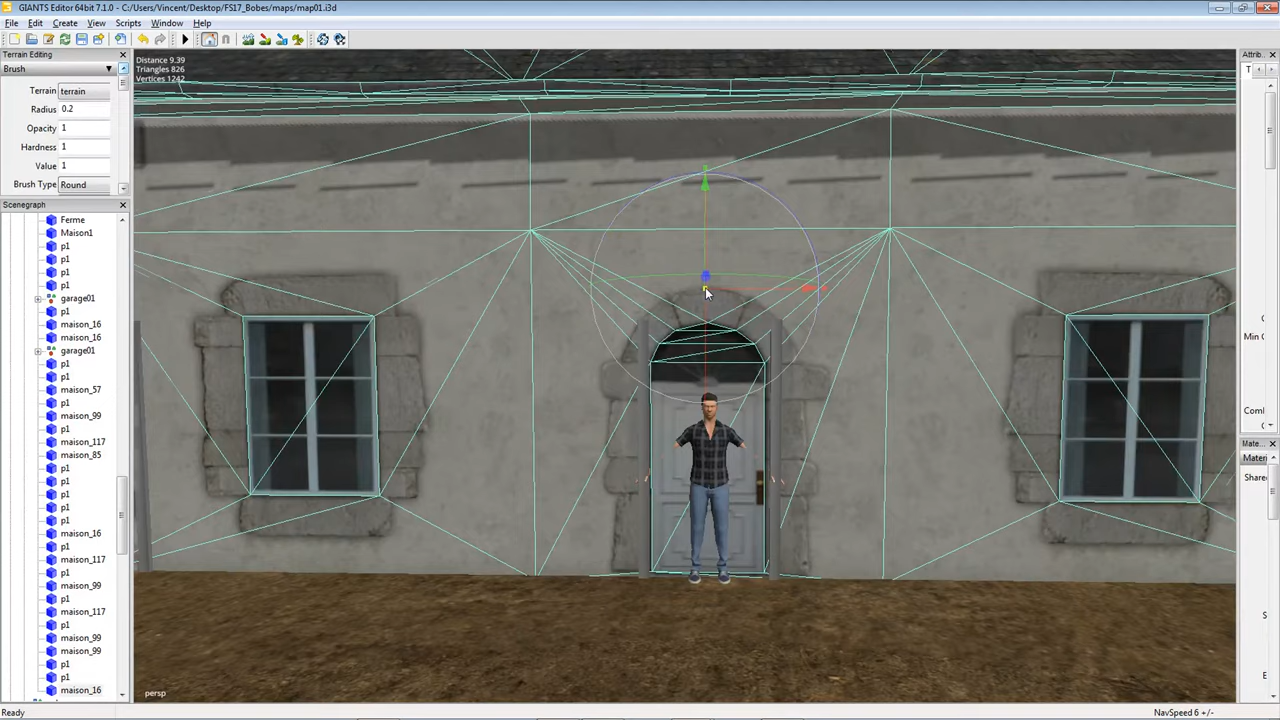 GIANTS Editor 64bit 7.1.0 - C:/Users/Vincent/Desktop/FS17_Bobes/maps/map01.i3d
File Edit Create View Scripts Window Help
Terrain Editing
Brush
Terrain terrain
Radius 0.2
Opacity 1
Hardness 1
Value 1
Brush Type Round
Scenegraph
Ferme
Maison1
p1
p1
p1
p1
garage01
p1
maison_16
maison_16
garage01
p1
p1
maison_57
p1
maison_99
p1
maison_117
maison_85
p1
p1
p1
p1
p1
maison_16
p1
maison_117
p1
maison_99
p1
maison_117
p1
maison_99
maison_99
p1
p1
maison_16
Distance 9.39
Triangles 826
Vertices 1242
persp
Attrib
T
Min C
Comb
Mate...
Materi
Share
Ready
NavSpeed 6 +/-